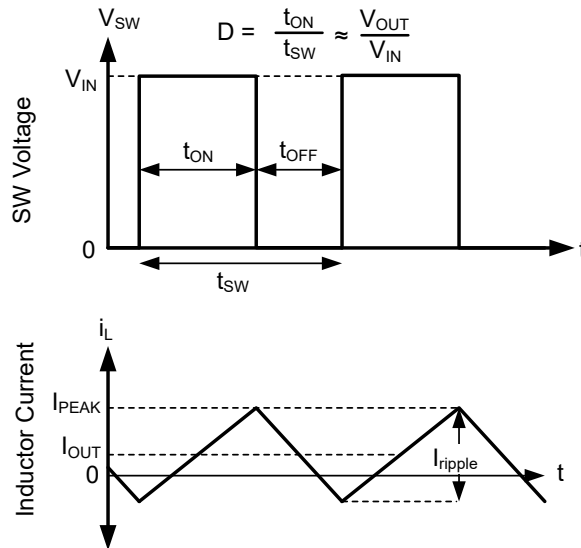 V_SW
D = t_ON / t_SW ≈ V_OUT / V_IN
V_IN
SW Voltage
t_ON
t_OFF
0
t
t_SW
i_L
Inductor Current
I_PEAK
I_OUT
I_ripple
0
t